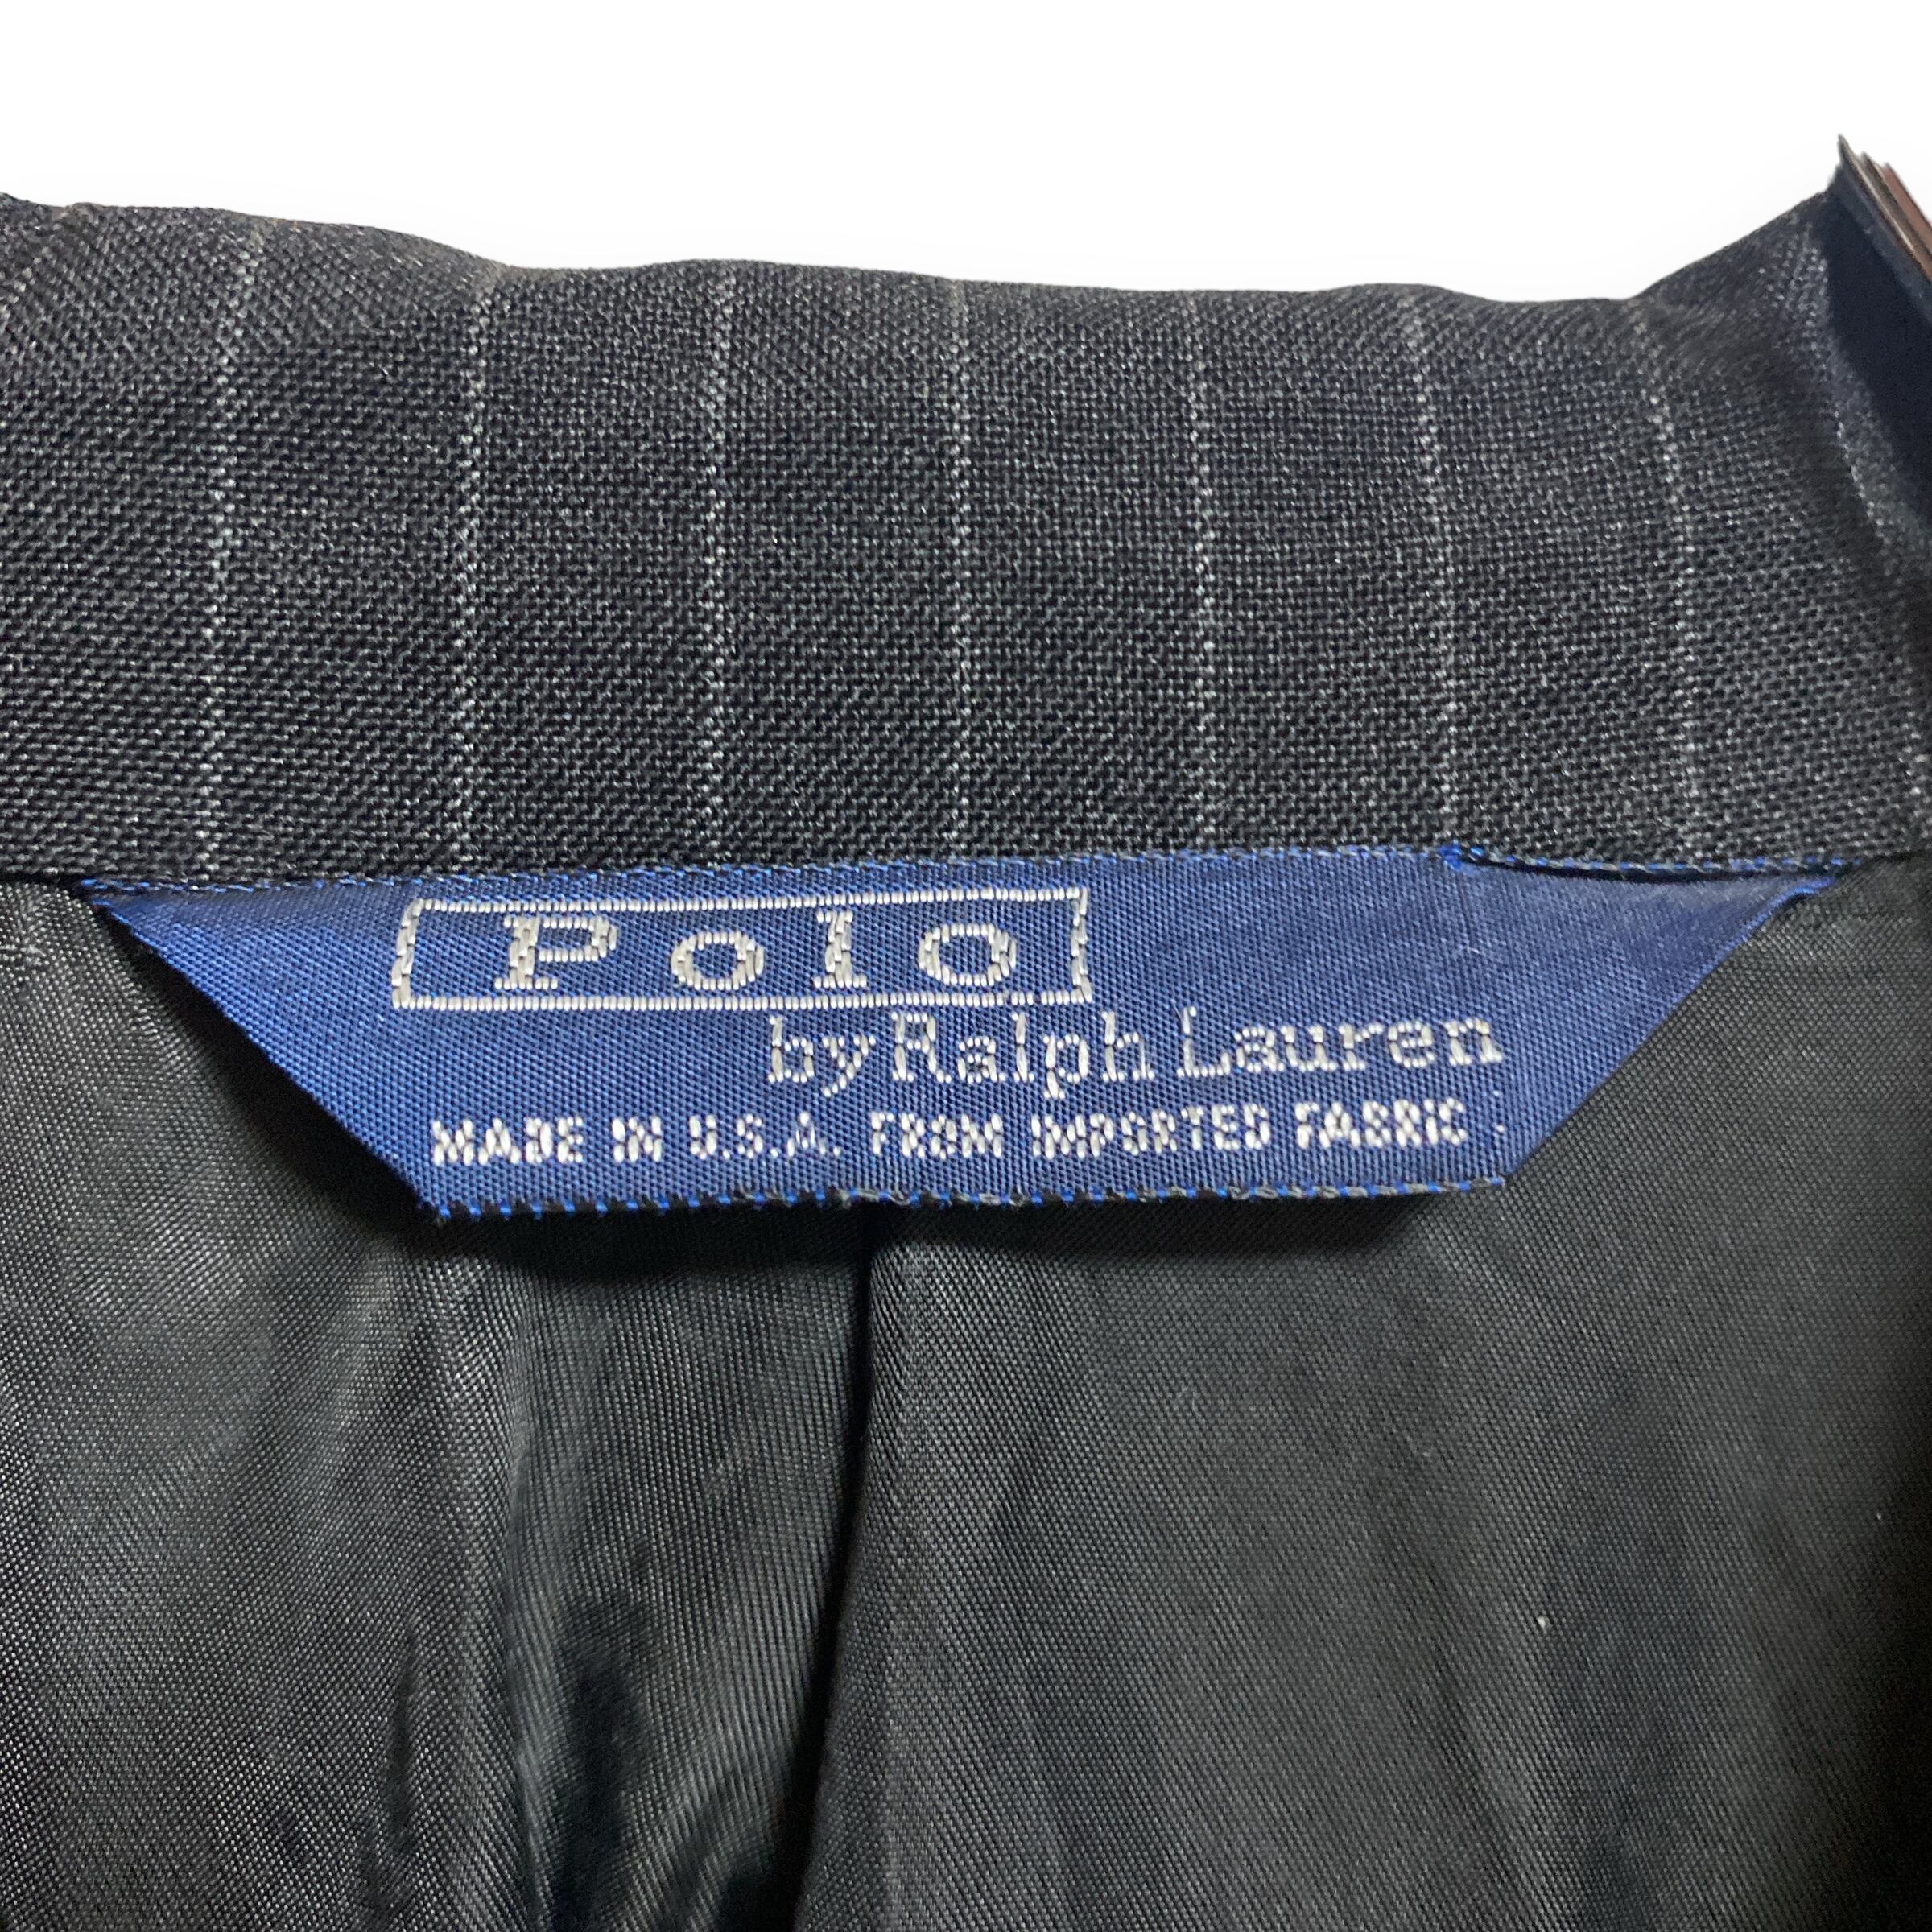 Polo
by Ralph Lauren
MADE IN U.S.A. FROM IMPORTED FABRIC